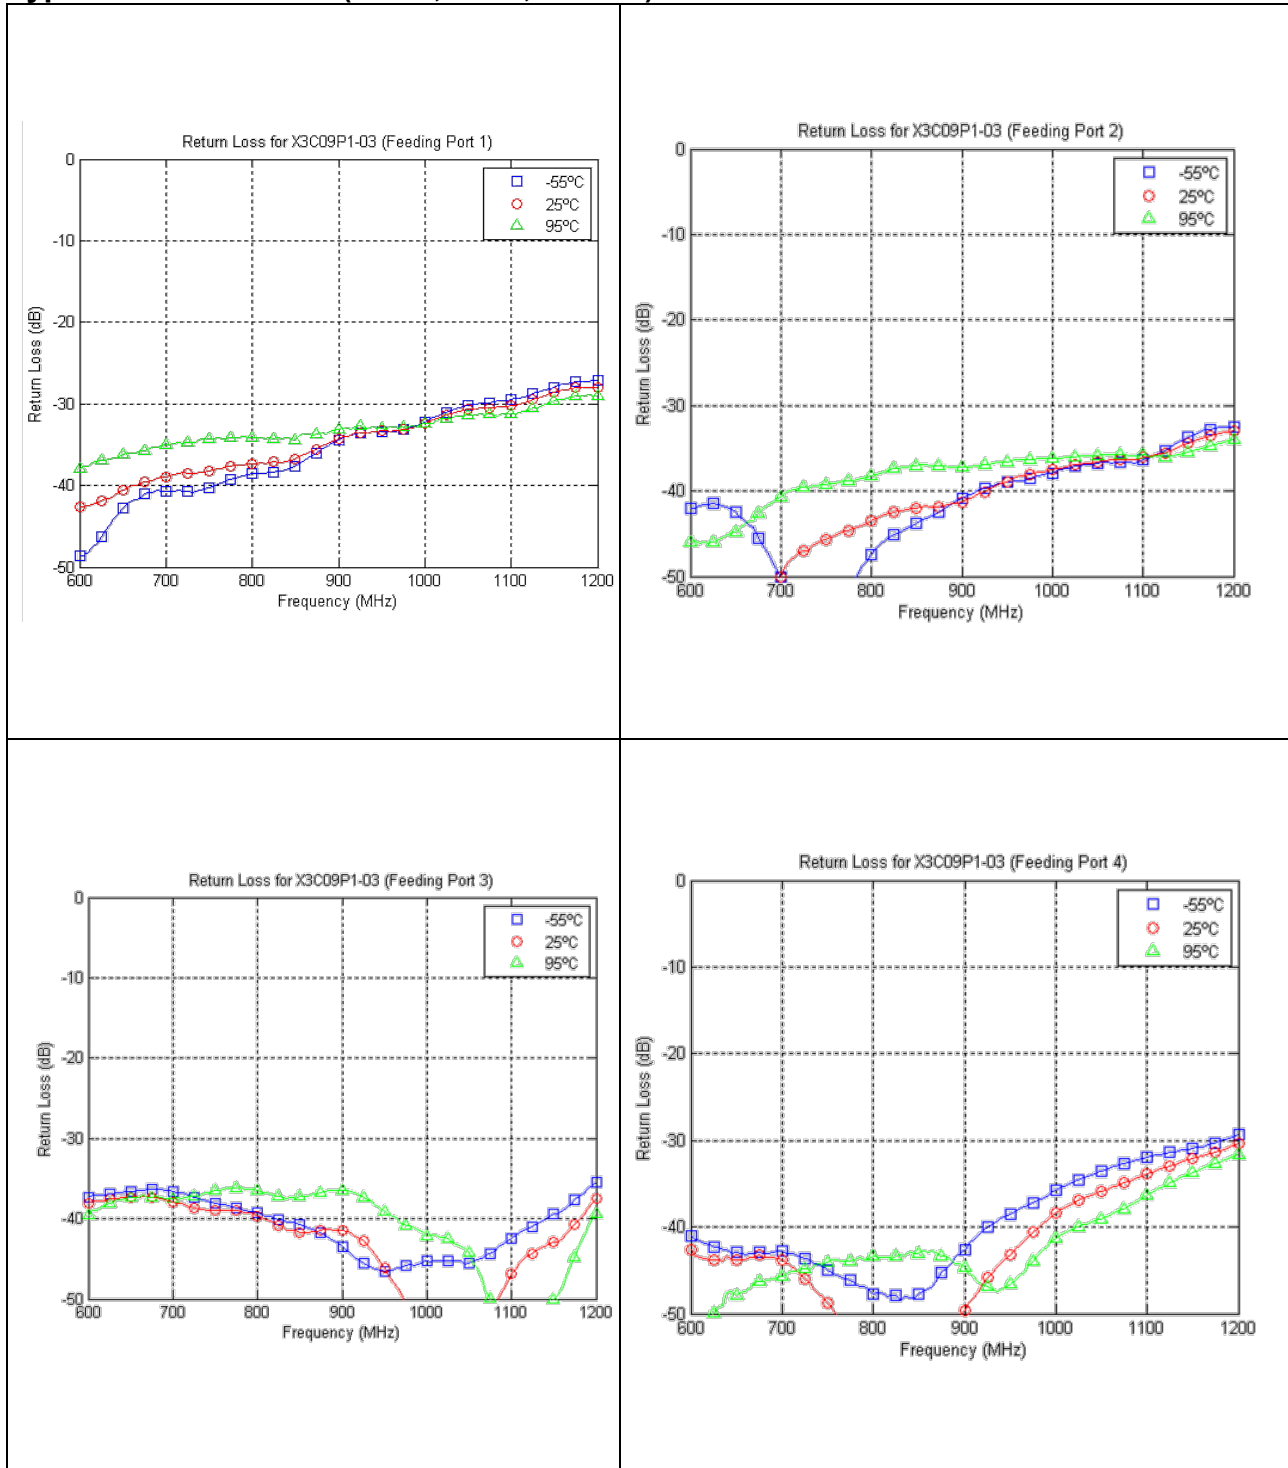 Return Loss for X3C09P1-03 (Feeding Port 1)
0
-10
-20
-30
-40
-50
Return Loss (dB)
-55ºC
25ºC
95ºC
600 700 800 900 1000 1100 1200
Frequency (MHz)
Return Loss for X3C09P1-03 (Feeding Port 2)
0
-10
-20
-30
-40
-50
Return Loss (dB)
-55ºC
25ºC
95ºC
600 700 800 900 1000 1100 1200
Frequency (MHz)
Return Loss for X3C09P1-03 (Feeding Port 3)
0
-10
-20
-30
-40
-50
Return Loss (dB)
-55ºC
25ºC
95ºC
600 700 800 900 1000 1100 1200
Frequency (MHz)
Return Loss for X3C09P1-03 (Feeding Port 4)
0
-10
-20
-30
-40
-50
Return Loss (dB)
-55ºC
25ºC
95ºC
600 700 800 900 1000 1100 1200
Frequency (MHz)